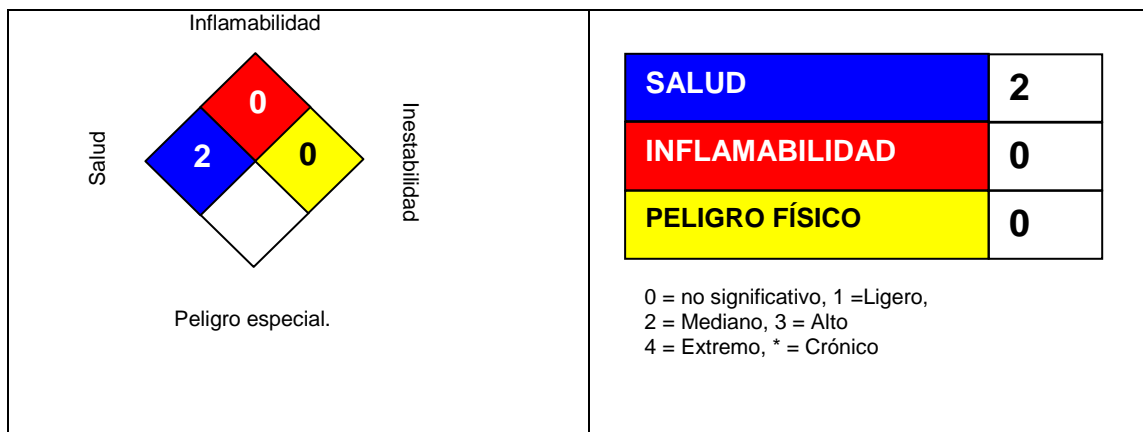 Inflamabilidad
0
Salud
2
0
Inestabilidad
Peligro especial.
SALUD 2
INFLAMABILIDAD 0
PELIGRO FÍSICO 0
0 = no significativo, 1 =Ligero,
2 = Mediano, 3 = Alto
4 = Extremo, * = Crónico